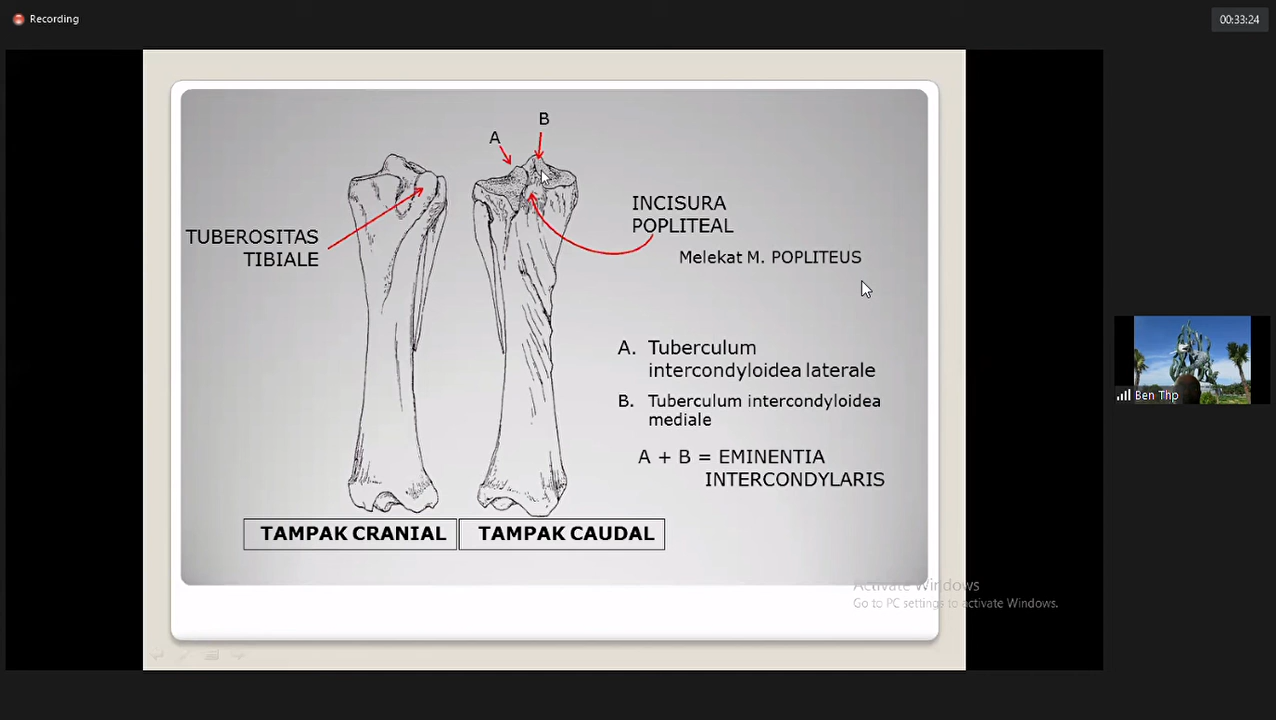 Recording
00:33:24
B
A
INCISURA
POPLITEAL
TUBEROSITAS
TIBIALE
Melekat M. POPLITEUS
A. Tuberculum
intercondyloidea laterale
B. Tuberculum intercondyloidea
mediale
A + B = EMINENTIA
INTERCONDYLARIS
TAMPAK CRANIAL
TAMPAK CAUDAL
Ben Thp
Activate Windows
Go to PC settings to activate Windows.